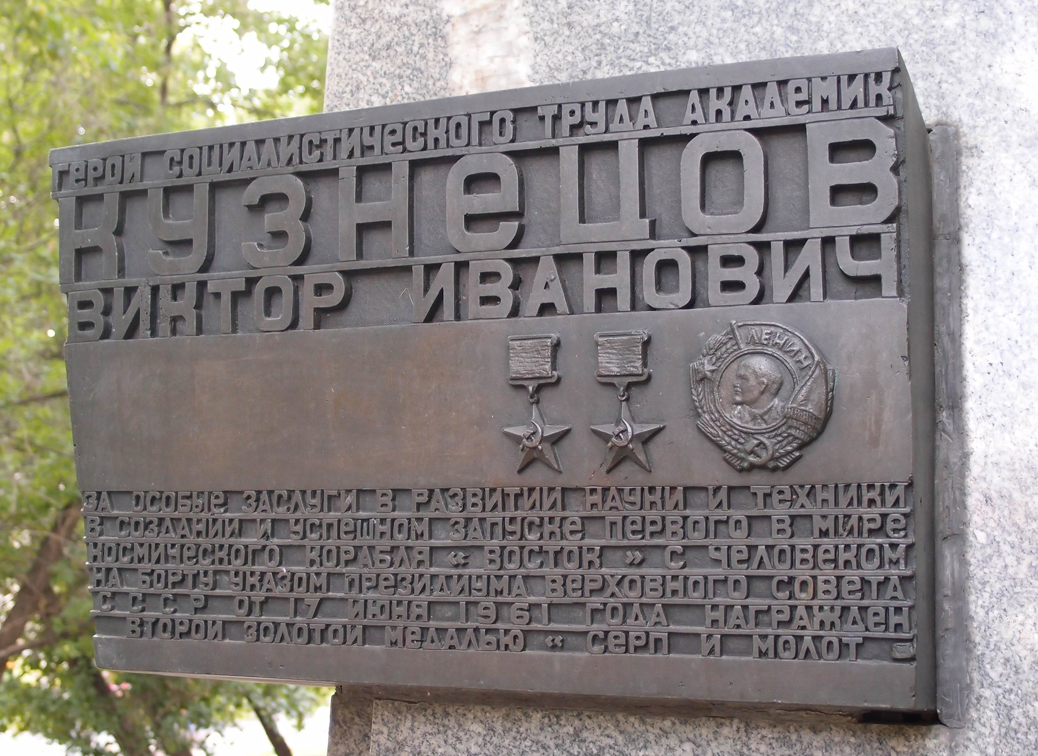 ГЕРОЙ СОЦИАЛИСТИЧЕСКОГО ТРУДА АКАДЕМИК
КУЗНЕЦОВ
ВИКТОР ИВАНОВИЧ
ЛЕНИН
ЗА ОСОБЫЕ ЗАСЛУГИ В РАЗВИТИИ НАУКИ И ТЕХНИКИ
В СОЗДАНИИ И УСПЕШНОМ ЗАПУСКЕ ПЕРВОГО В МИРЕ
КОСМИЧЕСКОГО КОРАБЛЯ « ВОСТОК » С ЧЕЛОВЕКОМ
НА БОРТУ УКАЗОМ ПРЕЗИДИУМА ВЕРХОВНОГО СОВЕТА
СССР ОТ 17 ИЮНЯ 1961 ГОДА НАГРАЖДЕН
ВТОРОЙ ЗОЛОТОЙ МЕДАЛЬЮ « СЕРП И МОЛОТ